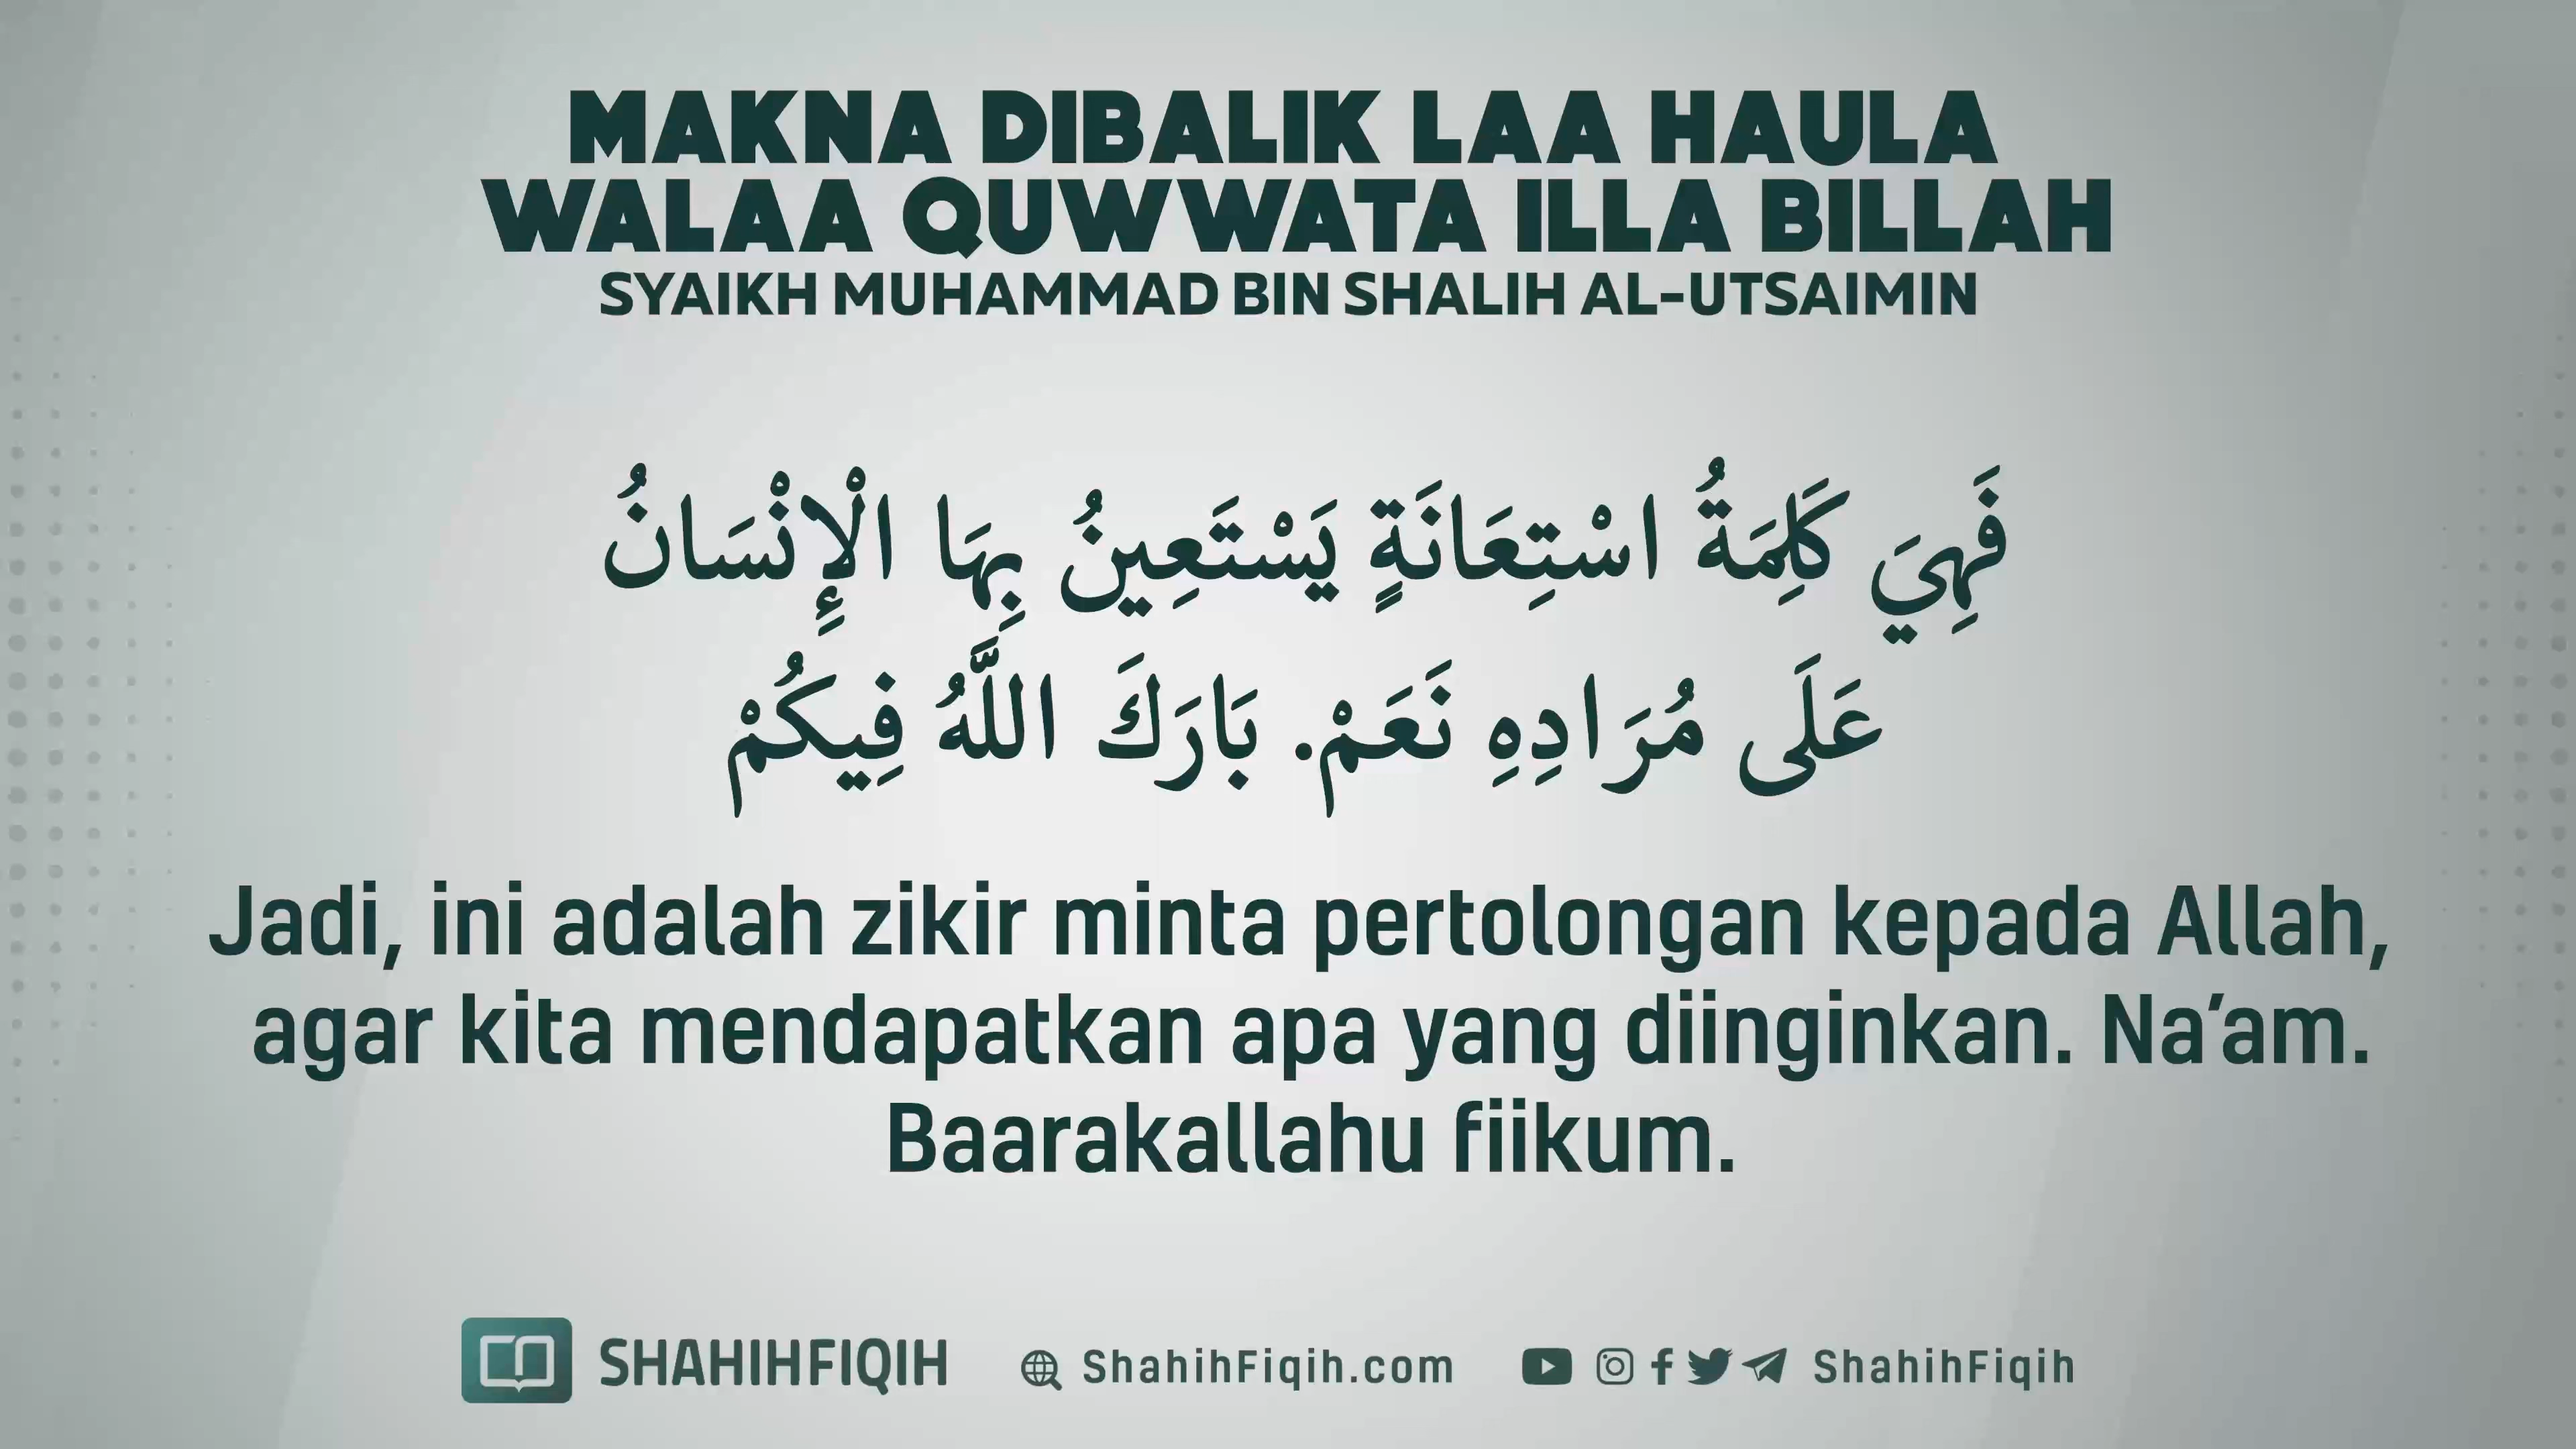 MAKNA DIBALIK LAA HAULA
WALAA QUWWATA ILLA BILLAH
SYAIKH MUHAMMAD BIN SHALIH AL-UTSAIMIN
فَهِيَ كَلِمَةُ اسْتِعَانَةٍ يَسْتَعِينُ بِهَا الْإِنْسَانُ
عَلَى مُرَادِهِ نَعَمْ. بَارَكَ اللَّهُ فِيكُمْ
Jadi, ini adalah zikir minta pertolongan kepada Allah,
agar kita mendapatkan apa yang diinginkan. Na’am.
Baarakallahu fiikum.
SHAHIHFIQIH ShahihFiqih.com ShahihFiqih